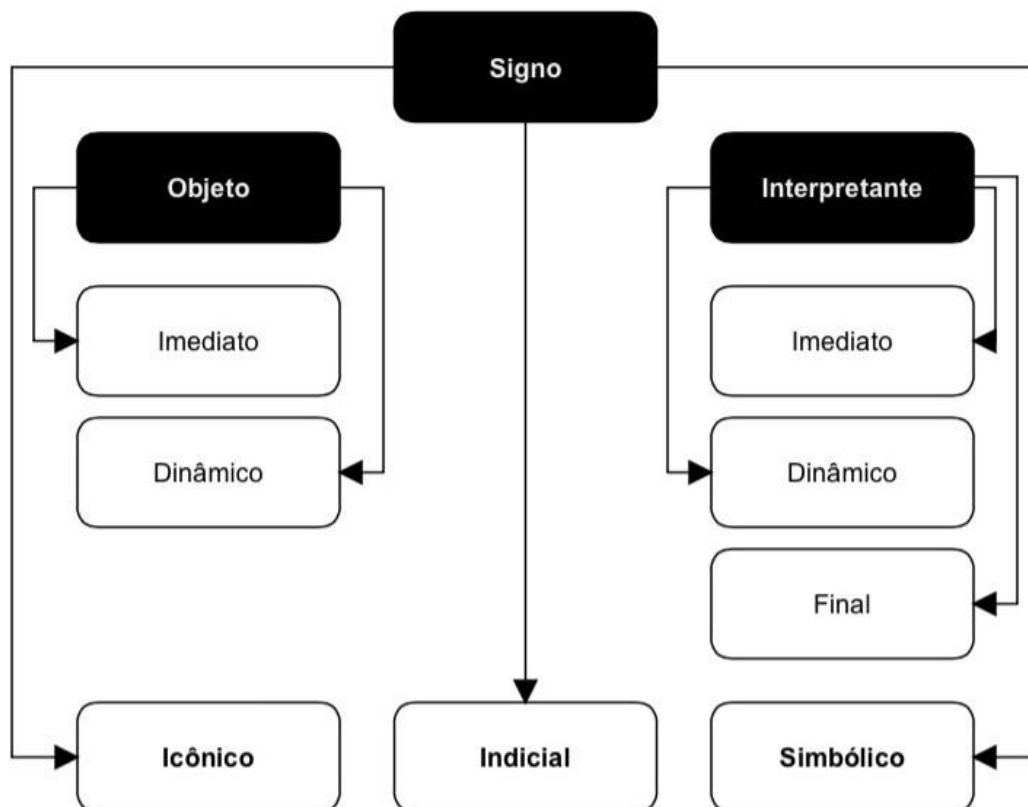 Signo
Objeto
Interpretante
Imediato
Imediato
Dinâmico
Dinâmico
Final
Icônico
Indicial
Simbólico